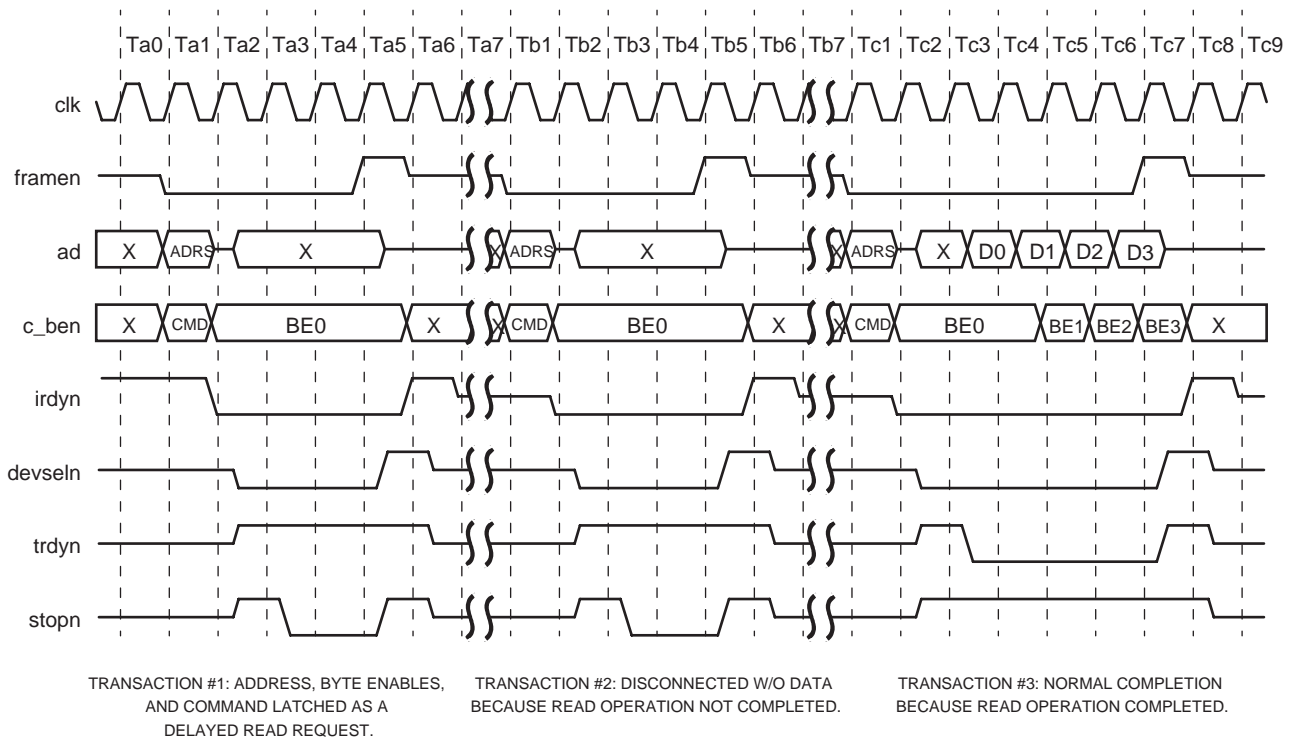 Ta0 Ta1 Ta2 Ta3 Ta4 Ta5 Ta6 Ta7 Tb1 Tb2 Tb3 Tb4 Tb5 Tb6 Tb7 Tc1 Tc2 Tc3 Tc4 Tc5 Tc6 Tc7 Tc8 Tc9
clk
framen
ad X ADRS X X ADRS X X ADRS X D0 D1 D2 D3
c_ben X CMD BE0 X X CMD BE0 X X CMD BE0 BE1 BE2 BE3 X
irdyn
devseln
trdyn
stopn
TRANSACTION #1: ADDRESS, BYTE ENABLES,
AND COMMAND LATCHED AS A
DELAYED READ REQUEST.
TRANSACTION #2: DISCONNECTED W/O DATA
BECAUSE READ OPERATION NOT COMPLETED.
TRANSACTION #3: NORMAL COMPLETION
BECAUSE READ OPERATION COMPLETED.